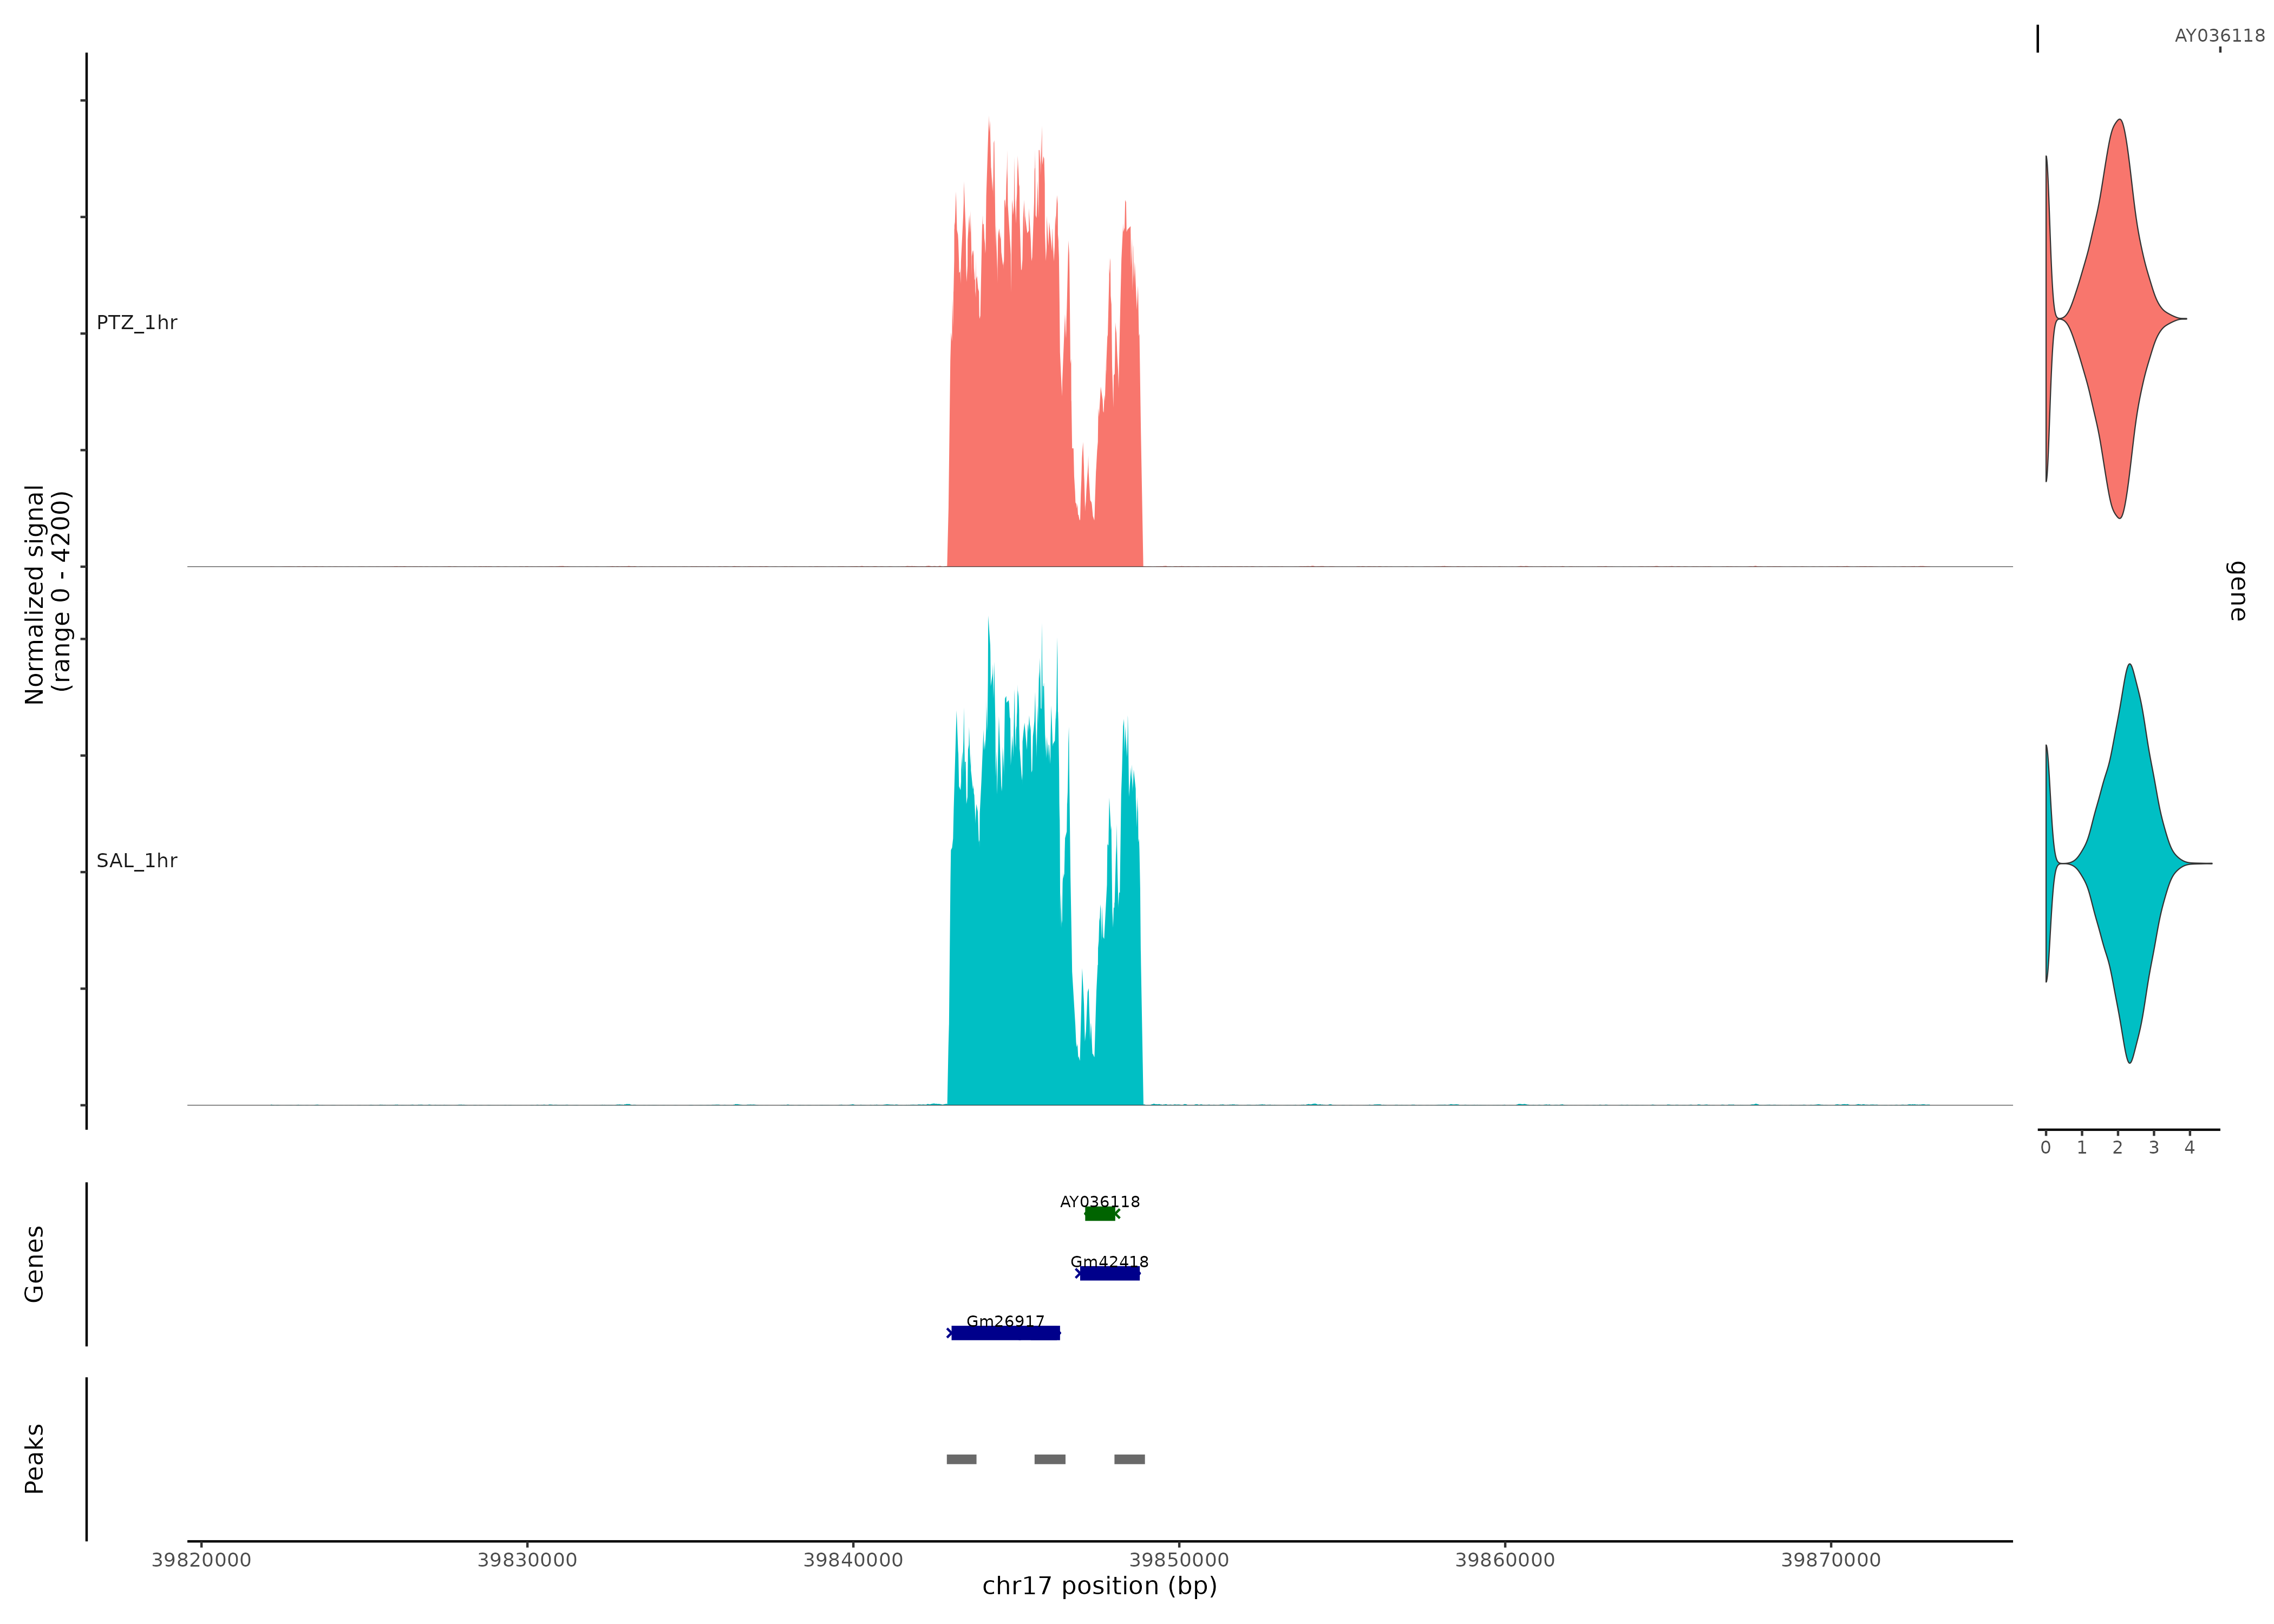 AY036118
PTZ_1hr
Normalized signal
(range 0 - 4200)
gene
SAL_1hr
0 1 2 3 4
Genes
AY036118
Gm42418
Gm26917
Peaks
39820000 39830000 39840000 39850000 39860000 39870000
chr17 position (bp)